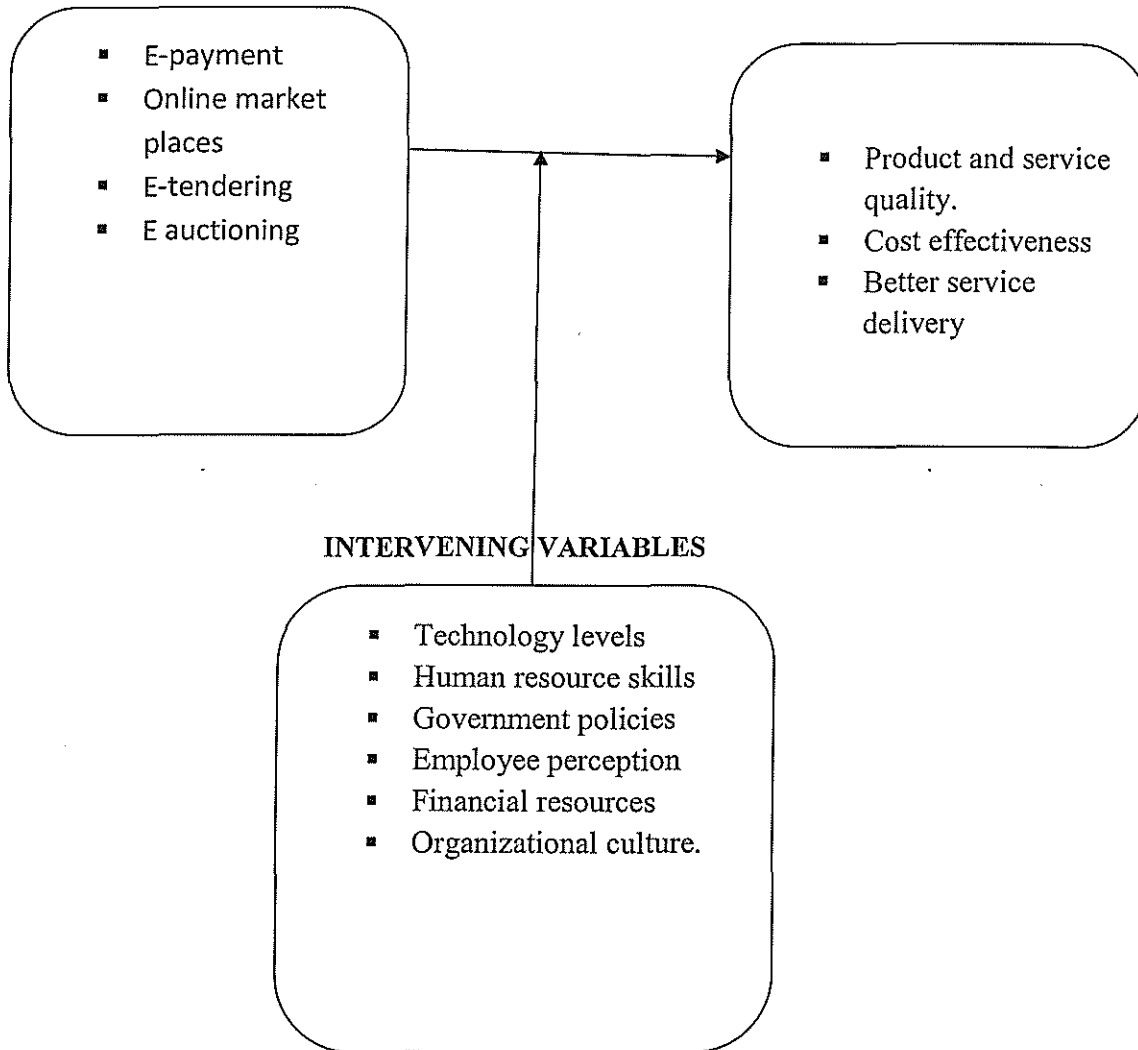 ▪ E-payment
▪ Online market
places
▪ E-tendering
▪ E auctioning
▪ Product and service
quality.
▪ Cost effectiveness
▪ Better service
delivery
INTERVENING VARIABLES
▪ Technology levels
▪ Human resource skills
▪ Government policies
▪ Employee perception
▪ Financial resources
▪ Organizational culture.